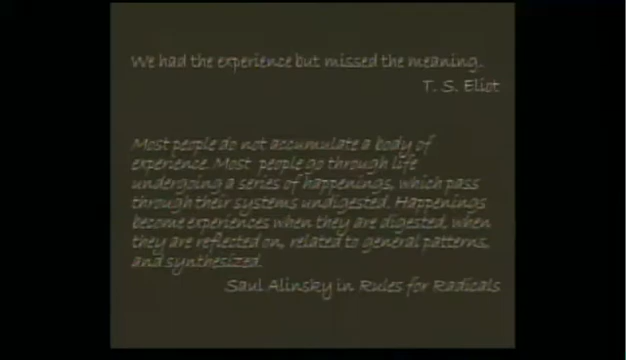 We had the experience but missed the meaning.
T. S. Eliot
Most people do not accumulate a body of
experience. Most people go through life
undergoing a series of happenings, which pass
through their systems undigested. Happenings
become experiences when they are digested, when
they are reflected on, related to general patterns,
and synthesized.
Saul Alinsky in Rules for Radicals